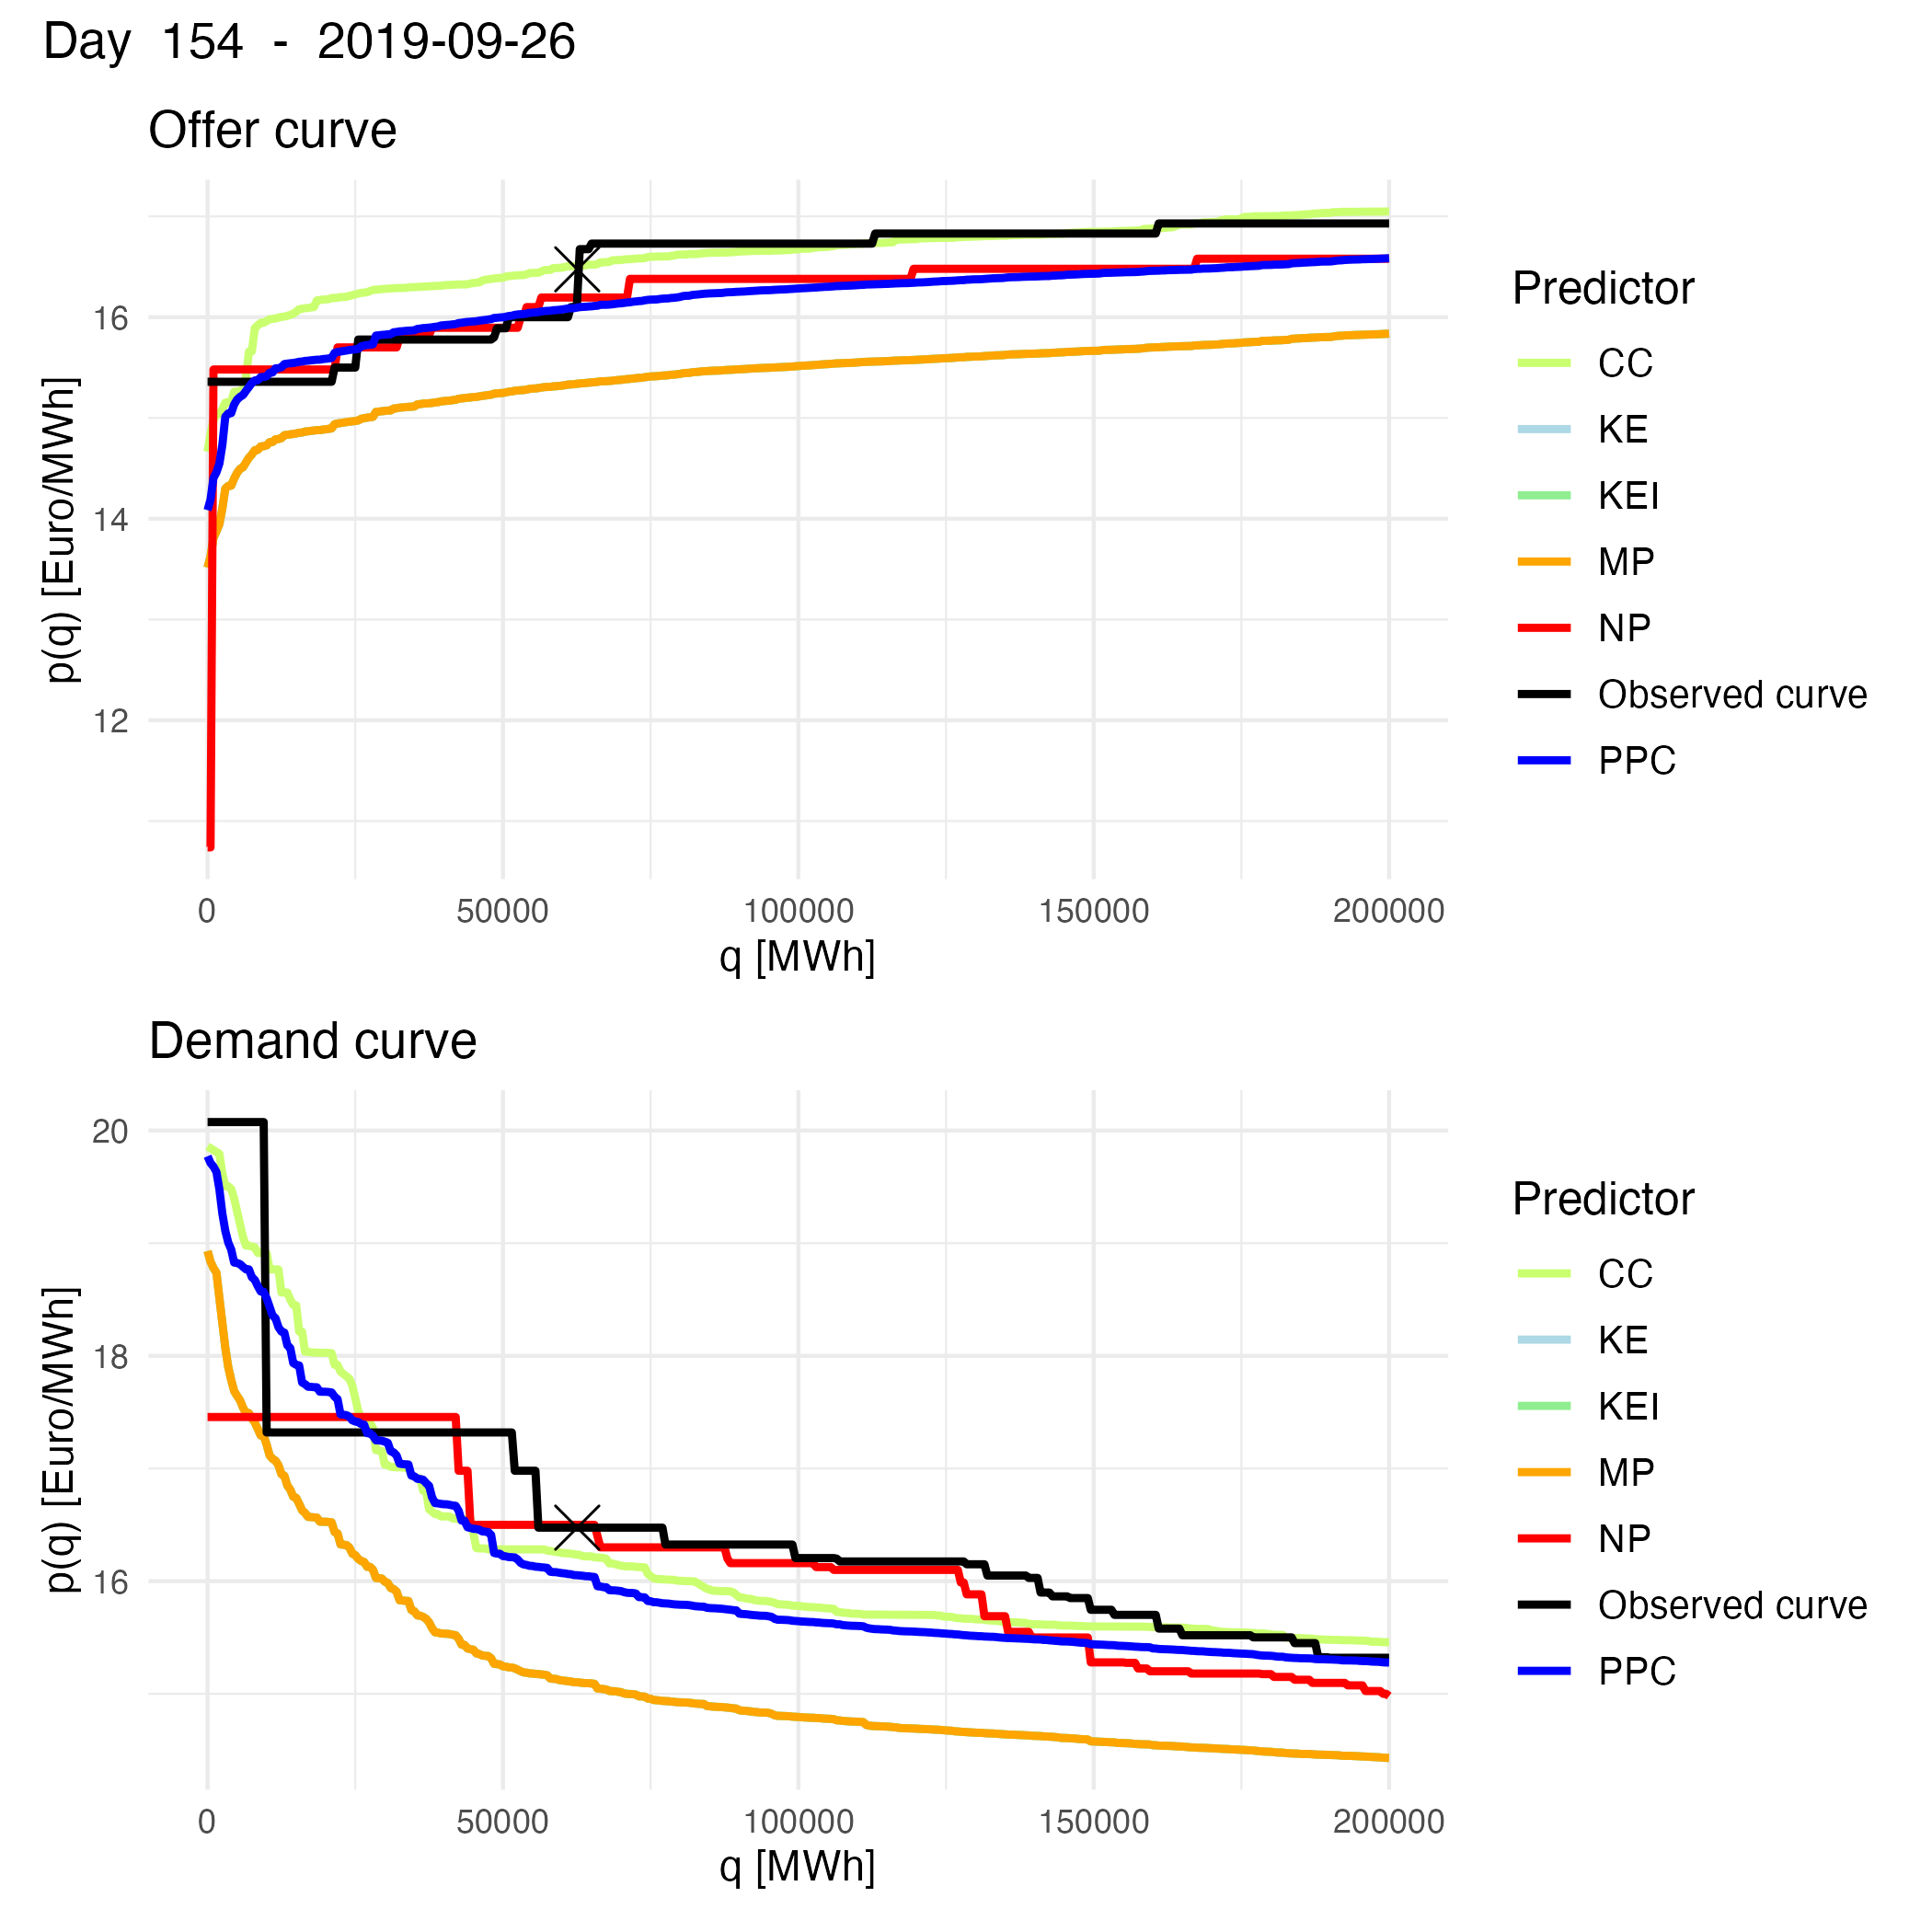 Day 154 - 2019-09-26
Offer curve
p(q) [Euro/MWh]
16
14
12
0 50000 100000 150000 200000
q [MWh]
Predictor
CC
KE
KEI
MP
NP
Observed curve
PPC
Demand curve
p(q) [Euro/MWh]
20
18
16
0 50000 100000 150000 200000
q [MWh]
Predictor
CC
KE
KEI
MP
NP
Observed curve
PPC